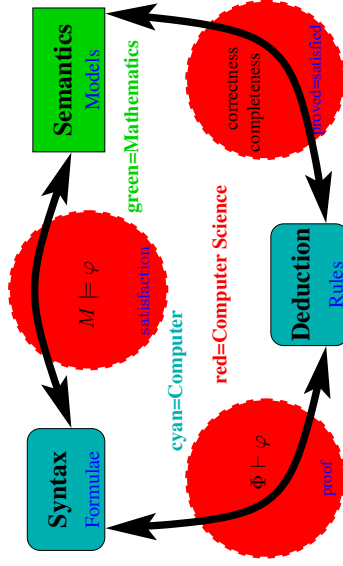 Syntax
Formulae
M ⊨ φ
satisfaction
Semantics
Models
cyan=Computer
green=Mathematics
red=Computer Science
Φ ⊢ φ
proof
Deduction
Rules
correctness
completeness
proved=satisfied